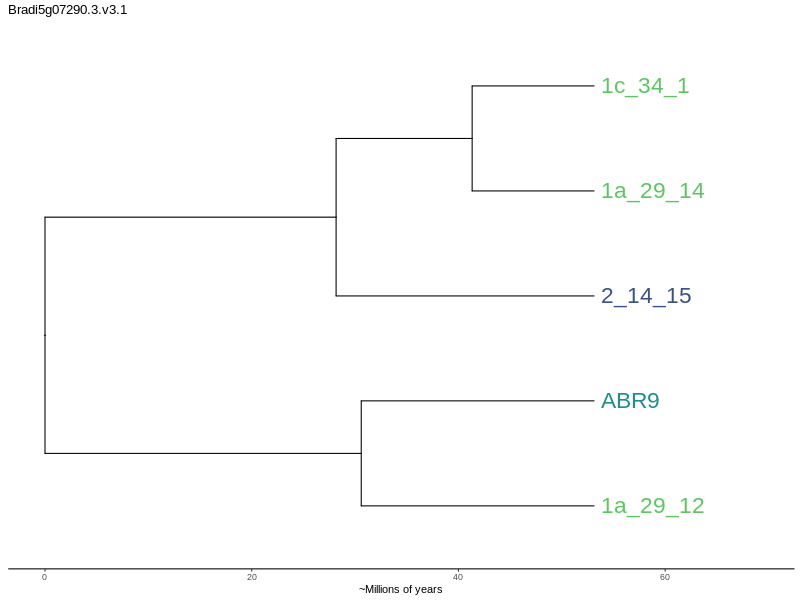 Bradi5g07290.3.v3.1
1c_34_1
1a_29_14
2_14_15
ABR9
1a_29_12
0 20 40 60
~Millions of years